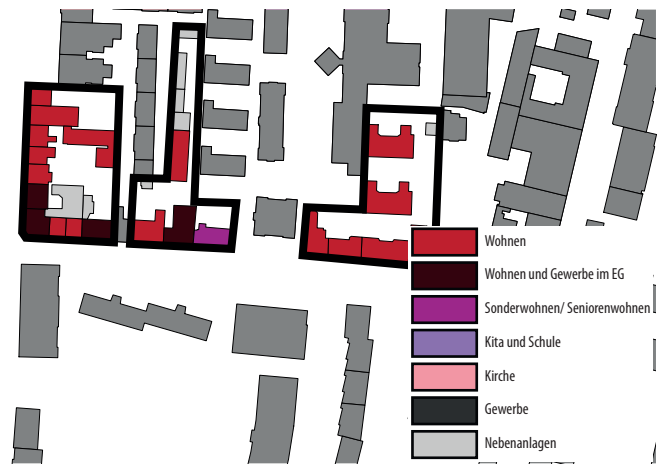 Wohnen
Wohnen und Gewerbe im EG
Sonderwohnen/ Seniorenwohnen
Kita und Schule
Kirche
Gewerbe
Nebenanlagen